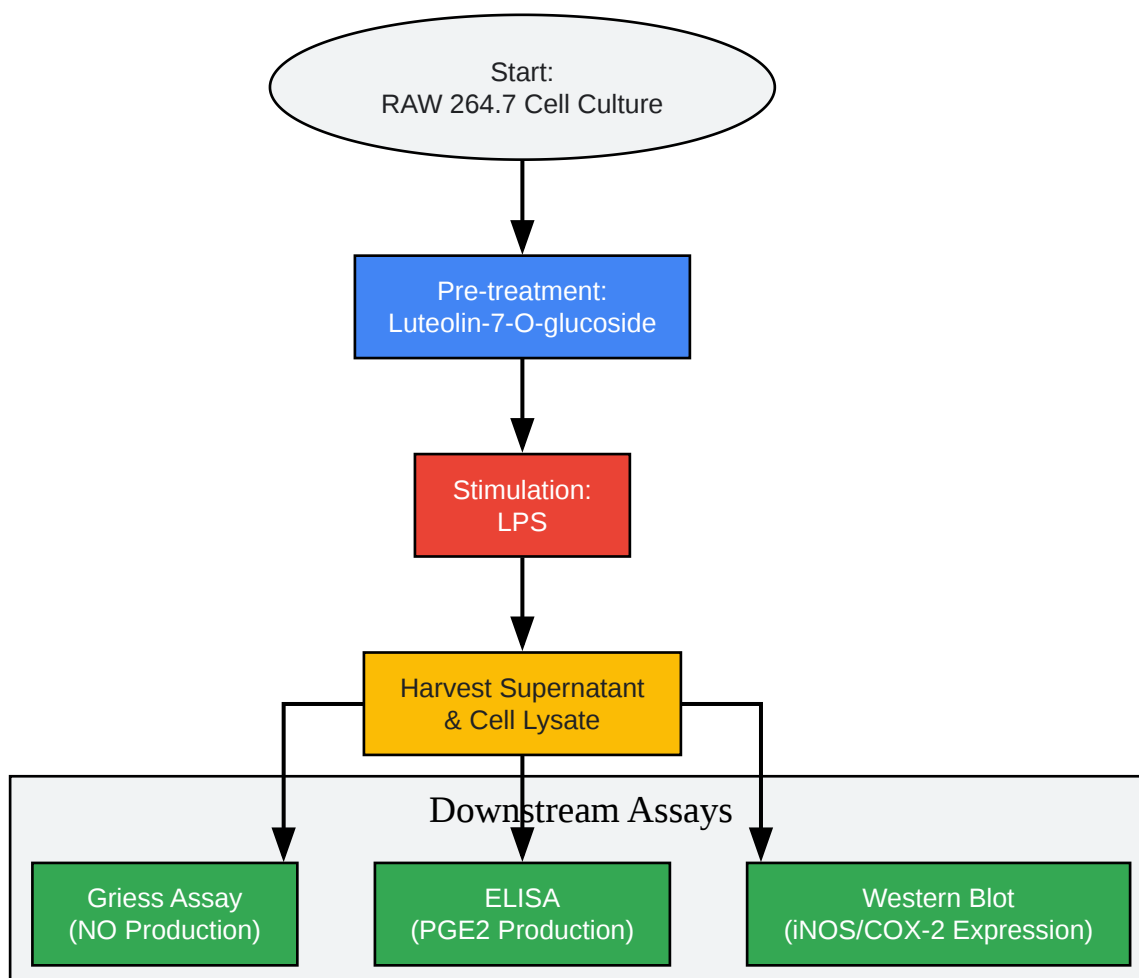 Start:
RAW 264.7 Cell Culture
Pre-treatment:
Luteolin-7-O-glucoside
Stimulation:
LPS
Harvest Supernatant
& Cell Lysate
Downstream Assays
Griess Assay
(NO Production)
ELISA
(PGE2 Production)
Western Blot
(iNOS/COX-2 Expression)